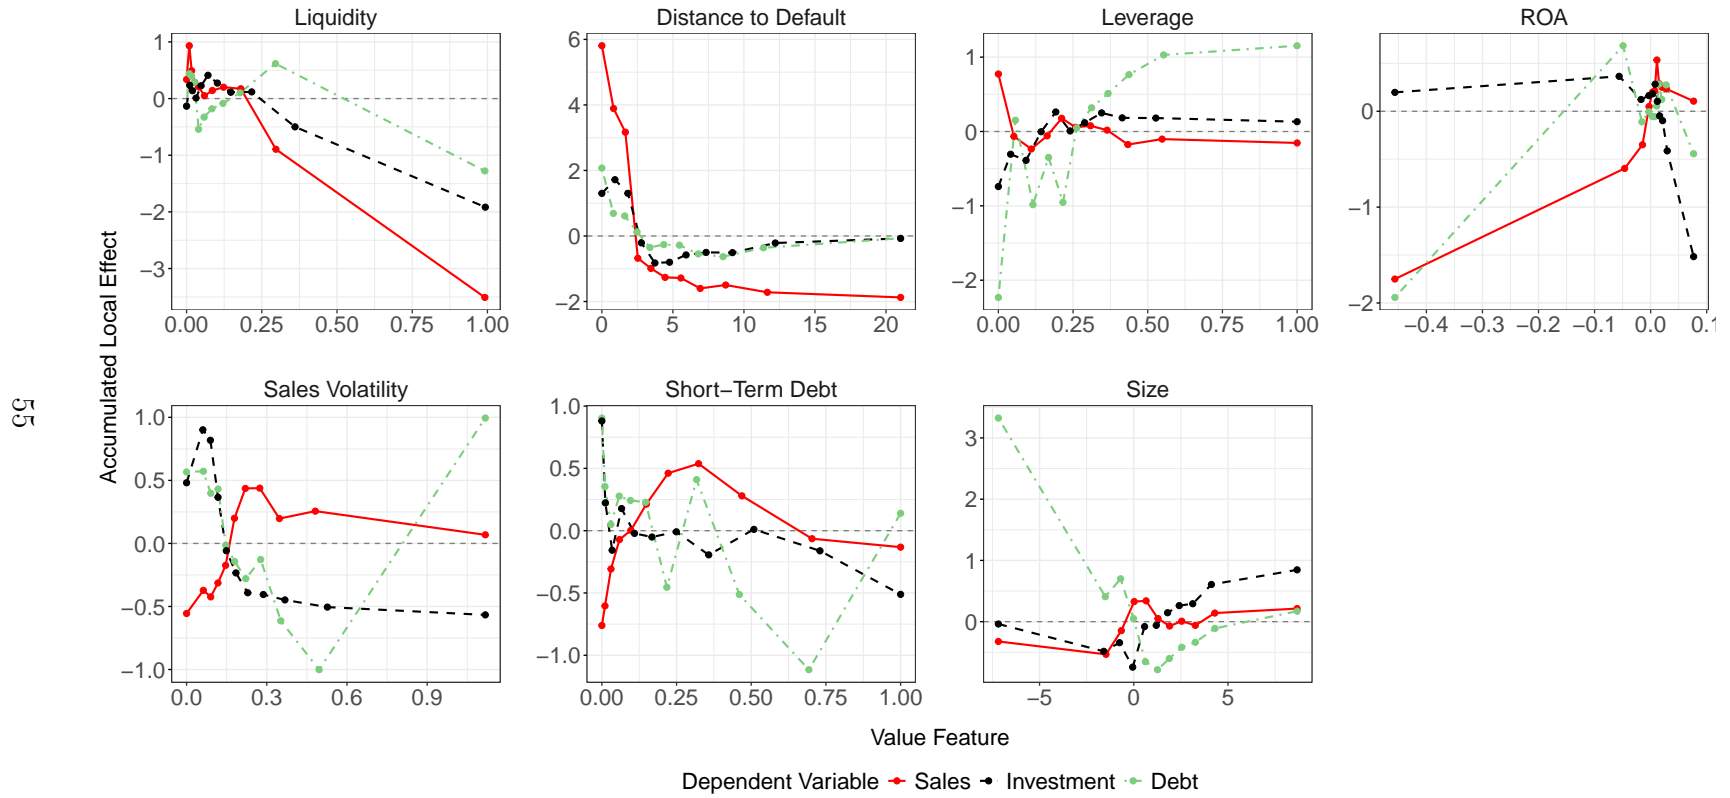 Liquidity
Distance to Default
Leverage
ROA
1
0
−1
−2
−3
0.00 0.25 0.50 0.75 1.00
6
4
2
0
−2
0 5 10 15 20
1
0
−1
−2
0.00 0.25 0.50 0.75 1.00
0
−1
−2
−0.4 −0.3 −0.2 −0.1 0.0 0.1
Accumulated Local Effect
55
Sales Volatility
Short−Term Debt
Size
1.0
0.5
0.0
−0.5
−1.0
0.0 0.3 0.6 0.9
1.0
0.5
0.0
−0.5
−1.0
0.00 0.25 0.50 0.75 1.00
3
2
1
0
−5 0 5
Value Feature
Dependent Variable Sales Investment Debt